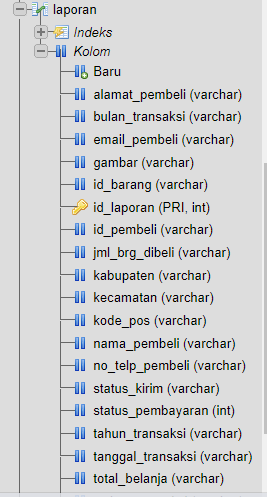 laporan
Indeks
Kolom
Baru
alamat_pembeli (varchar)
bulan_transaksi (varchar)
email_pembeli (varchar)
gambar (varchar)
id_barang (varchar)
id_laporan (PRI, int)
id_pembeli (varchar)
jml_brg_dibeli (varchar)
kabupaten (varchar)
kecamatan (varchar)
kode_pos (varchar)
nama_pembeli (varchar)
no_telp_pembeli (varchar)
status_kirim (varchar)
status_pembayaran (int)
tahun_transaksi (varchar)
tanggal_transaksi (varchar)
total_belanja (varchar)